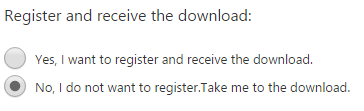 Register and receive the download:
Yes, I want to register and receive the download.
No, I do not want to register.Take me to the download.